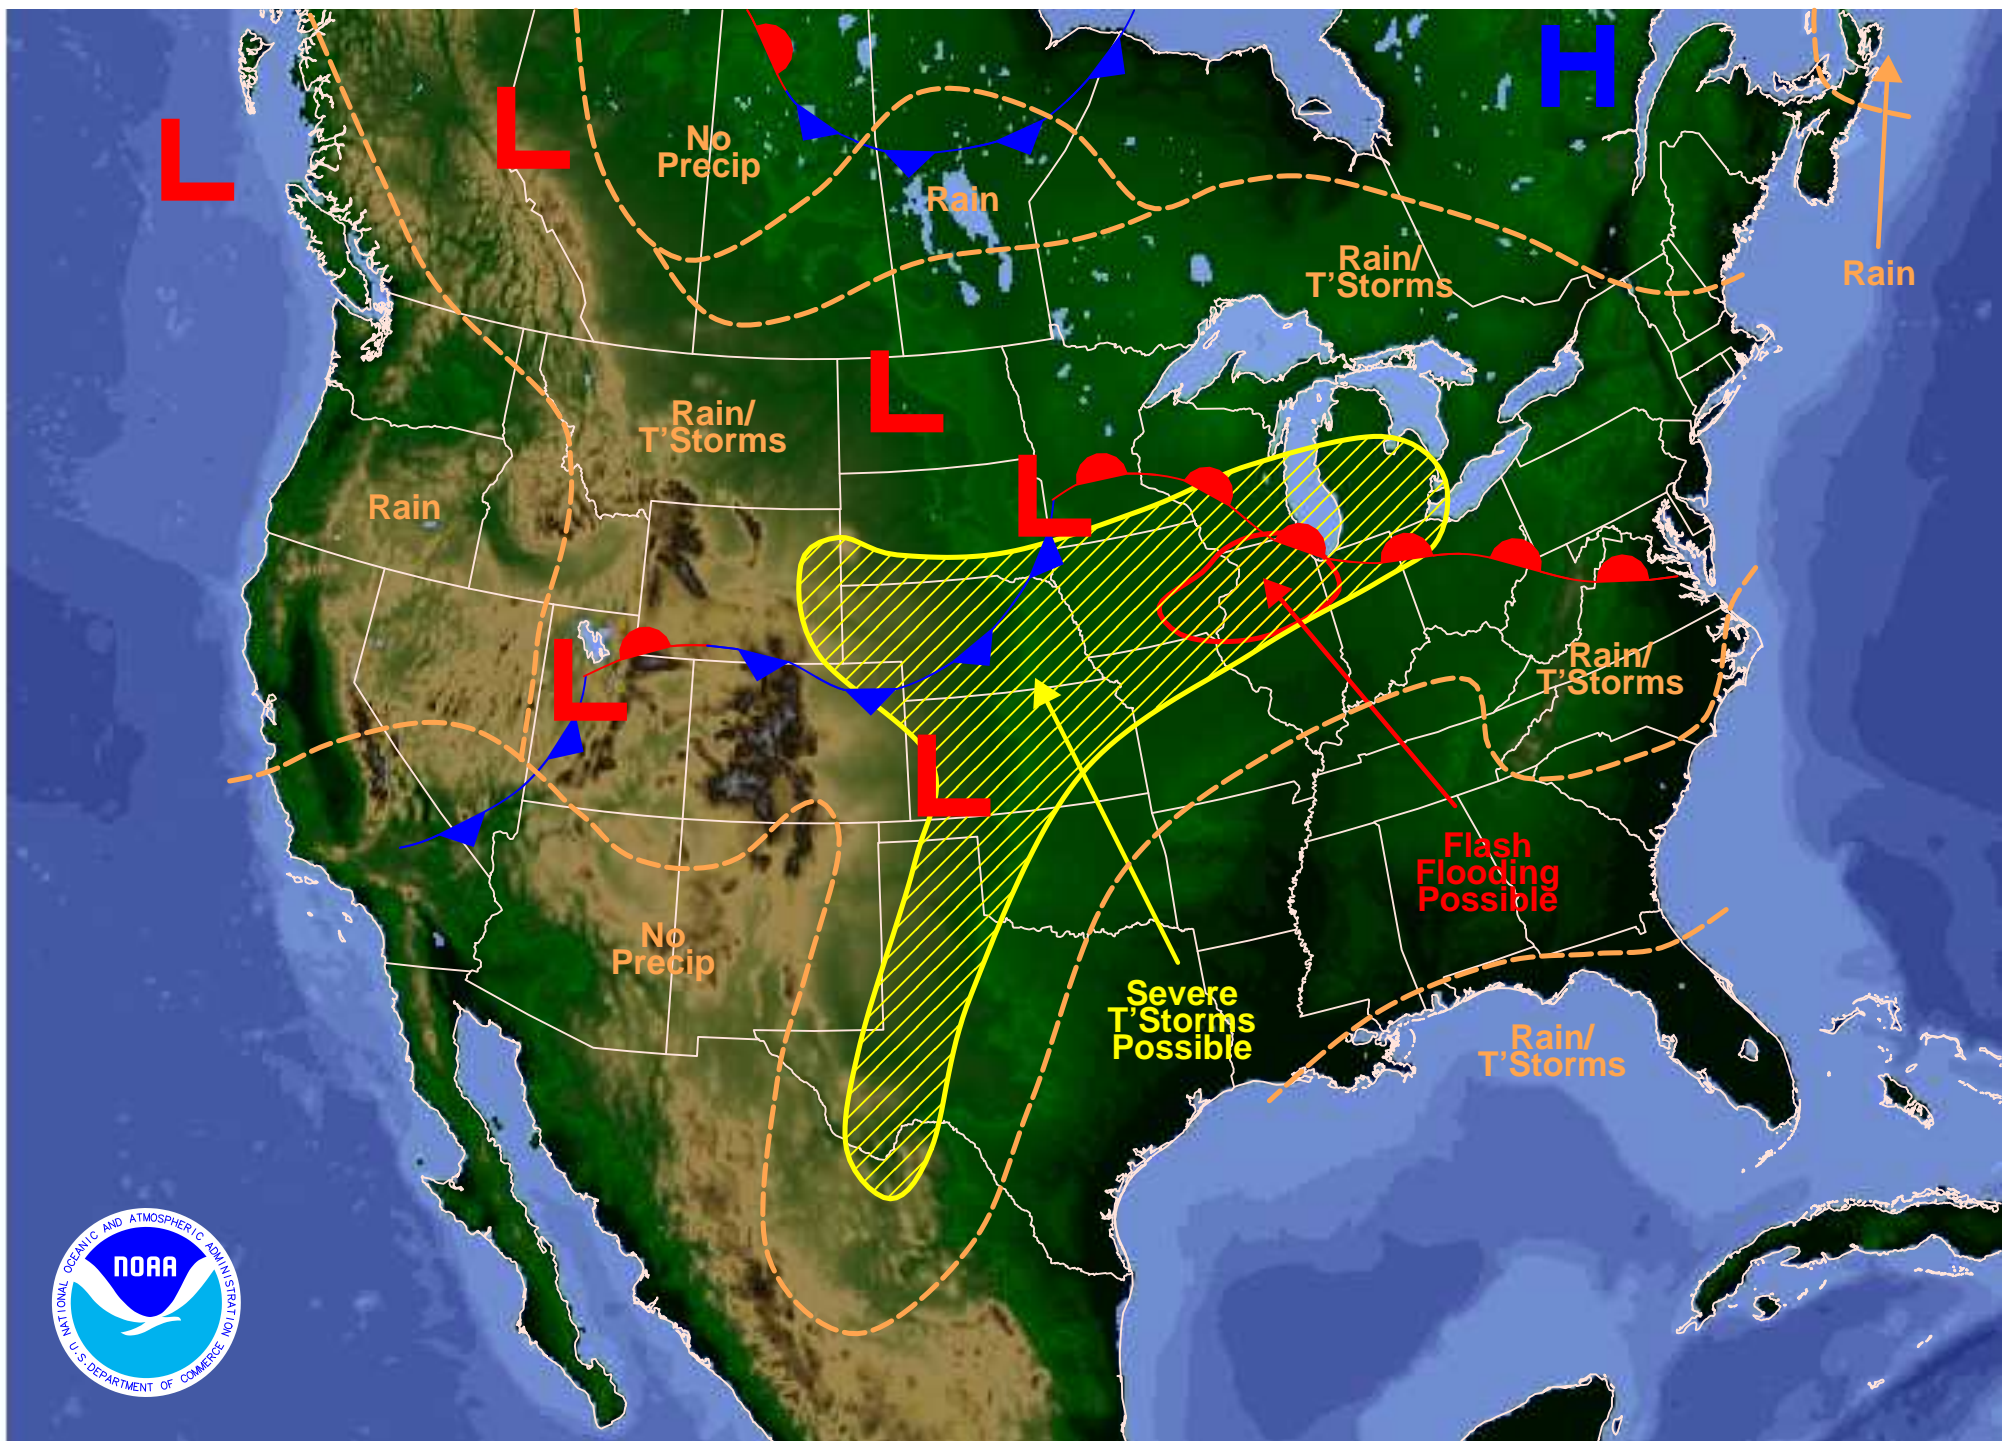 H
L
L
No
Precip
Rain
Rain/
T'Storms
Rain
L
Rain/
T'Storms
L
Rain
L
Rain/
T'Storms
L
Flash
Flooding
Possible
No
Precip
Severe
T'Storms
Possible
Rain/
T'Storms
NATIONAL OCEANIC AND ATMOSPHERIC ADMINISTRATION
NOAA
U.S. DEPARTMENT OF COMMERCE